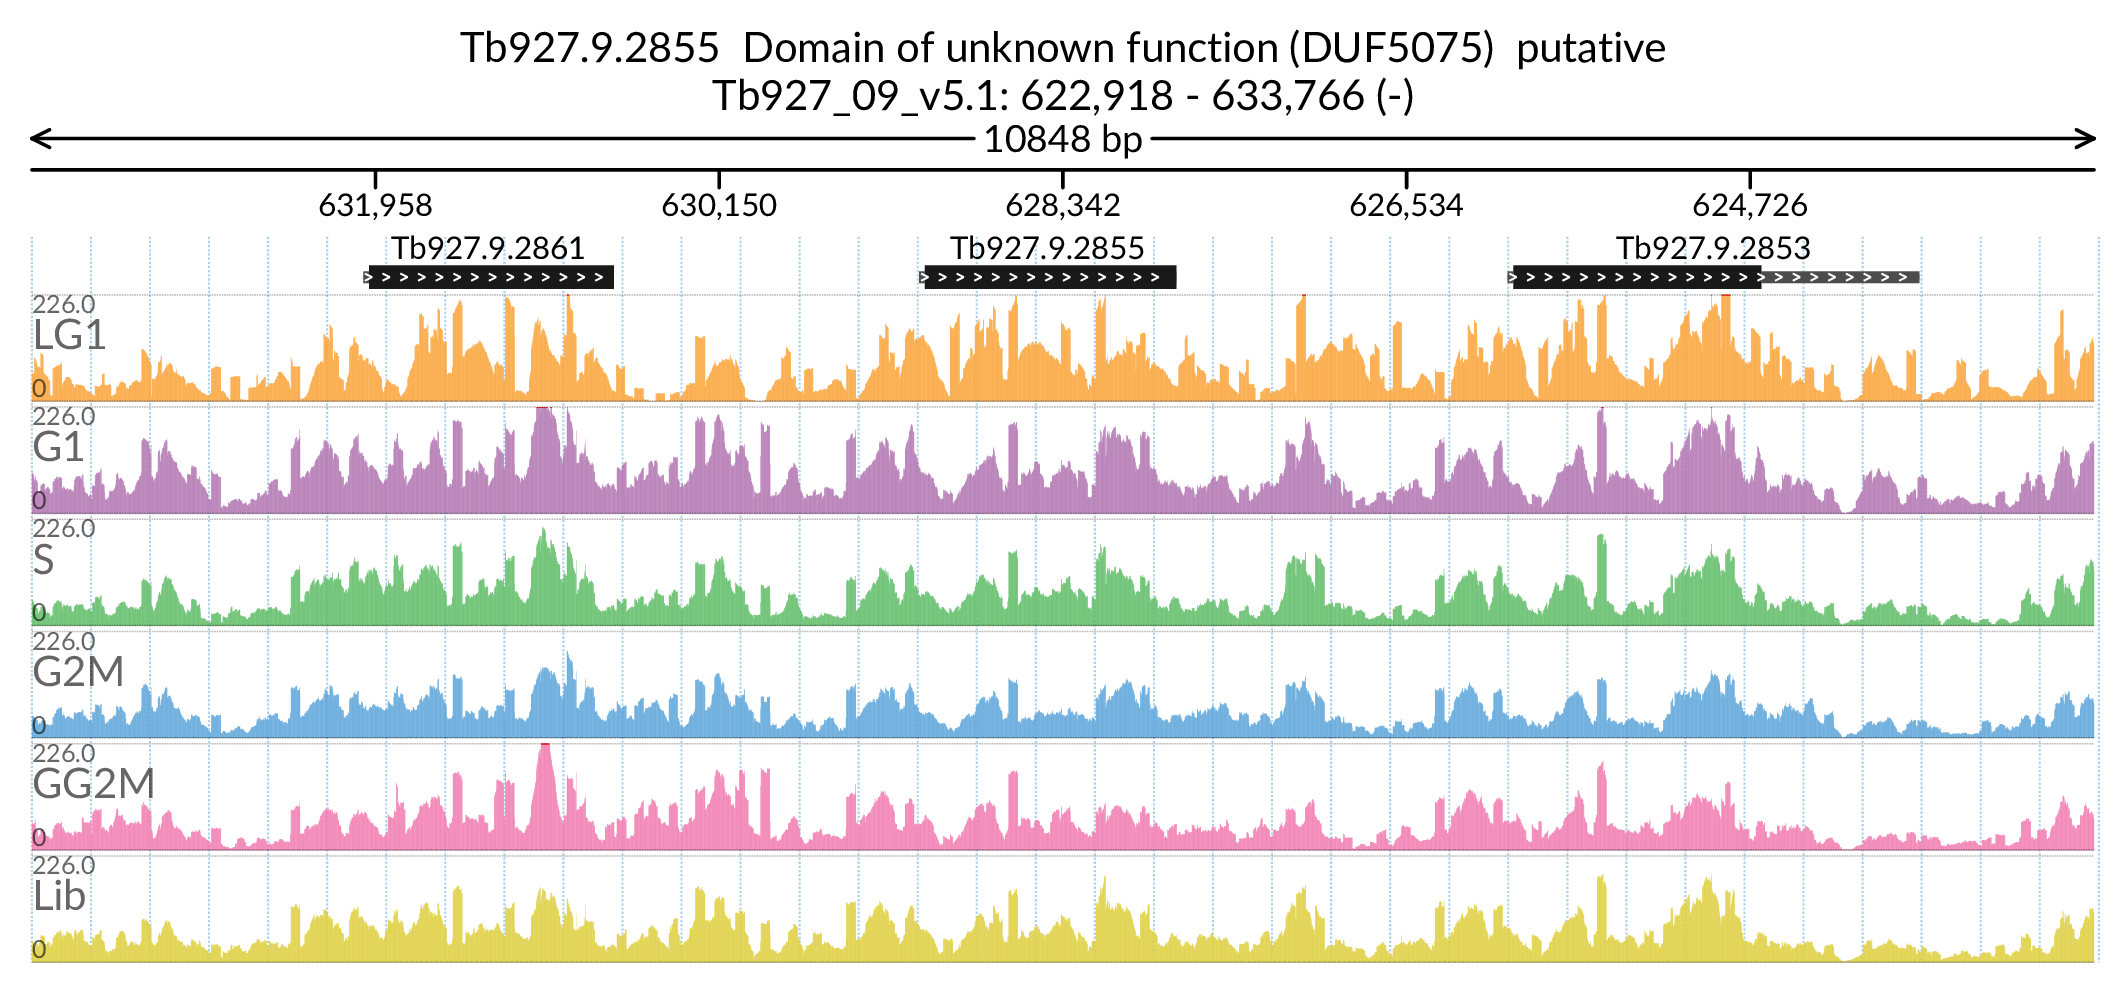 Tb927.9.2855 Domain of unknown function (DUF5075) putative
Tb927_09_v5.1: 622,918 - 633,766 (-)
10848 bp
631,958 630,150 628,342 626,534 624,726
Tb927.9.2861 Tb927.9.2855 Tb927.9.2853
226.0
LG1
0
226.0
G1
0
226.0
S
0
226.0
G2M
0
226.0
GG2M
0
226.0
Lib
0